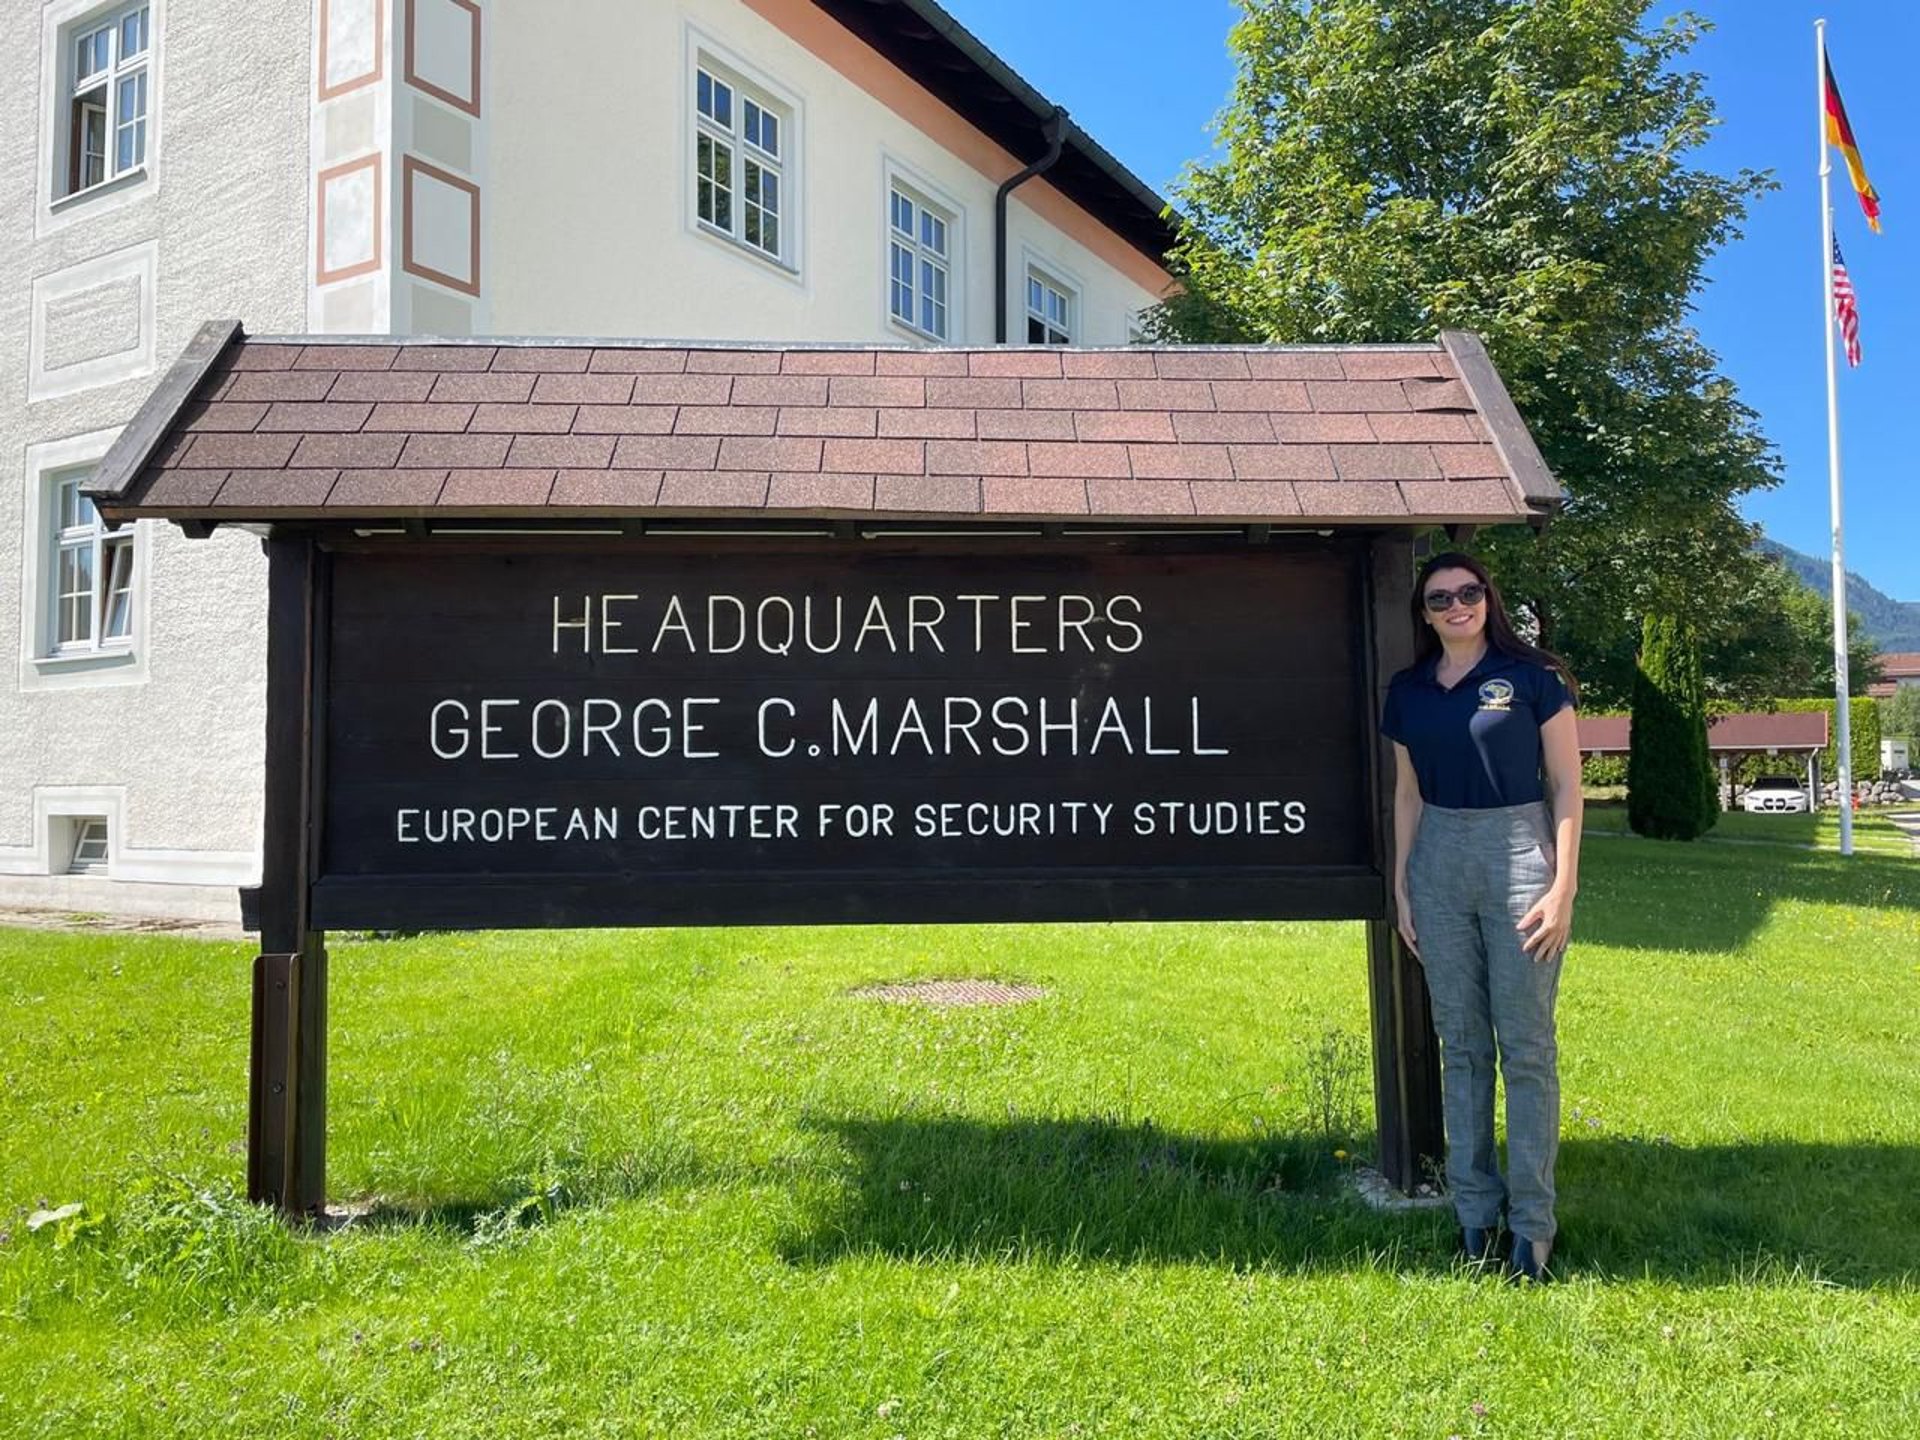 HEADQUARTERS
GEORGE C. MARSHALL
EUROPEAN CENTER FOR SECURITY STUDIES